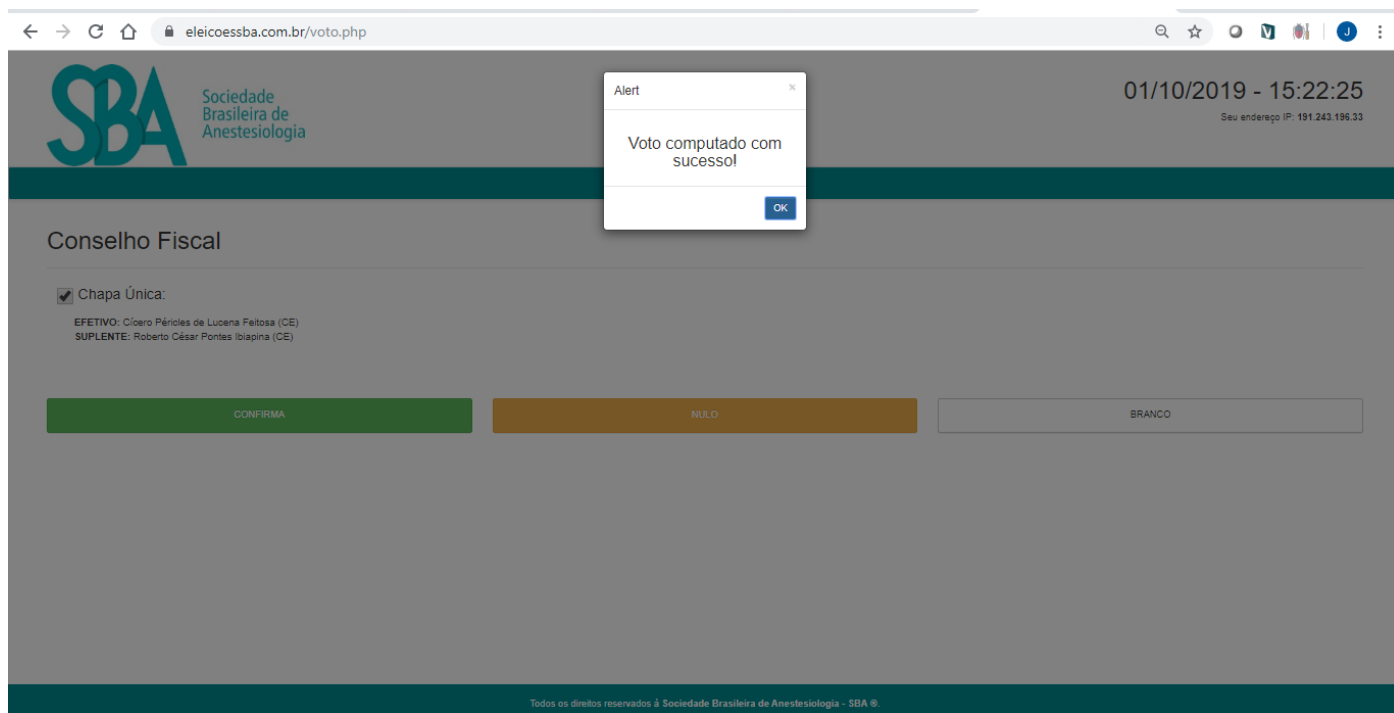 eleicoessba.com.br/voto.php
J
SBA
Sociedade
Brasileira de
Anestesiologia
Alert ×
Voto computado com
sucesso!
OK
01/10/2019 - 15:22:25
Seu endereço IP: 191.243.196.33
Conselho Fiscal
Chapa Única:
EFETIVO: Cícero Péricles de Lucena Feitosa (CE)
SUPLENTE: Roberto César Pontes Ibiapina (CE)
CONFIRMA
NULO
BRANCO
Todos os direitos reservados á Sociedade Brasileira de Anestesiologia - SBA ®.